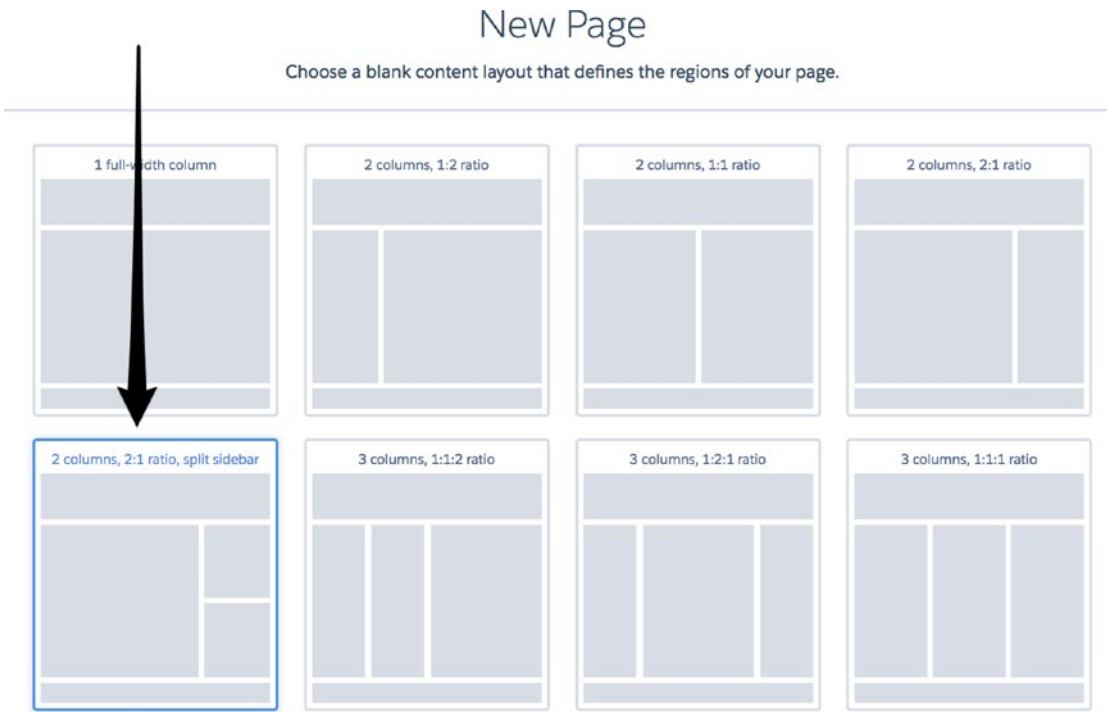 New Page
Choose a blank content layout that defines the regions of your page.
1 full-width column
2 columns, 1:2 ratio
2 columns, 1:1 ratio
2 columns, 2:1 ratio
2 columns, 2:1 ratio, split sidebar
3 columns, 1:1:2 ratio
3 columns, 1:2:1 ratio
3 columns, 1:1:1 ratio